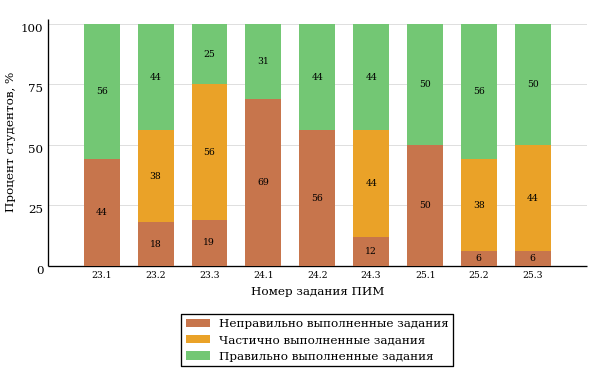 Процент студентов, %
100
75
50
25
0
56 44 25 31 44 44 50 56 50
38 56 44 38 44
44 18 19 69 56 12 50 6 6
23.1 23.2 23.3 24.1 24.2 24.3 25.1 25.2 25.3
Номер задания ПИМ
Неправильно выполненные задания
Частично выполненные задания
Правильно выполненные задания